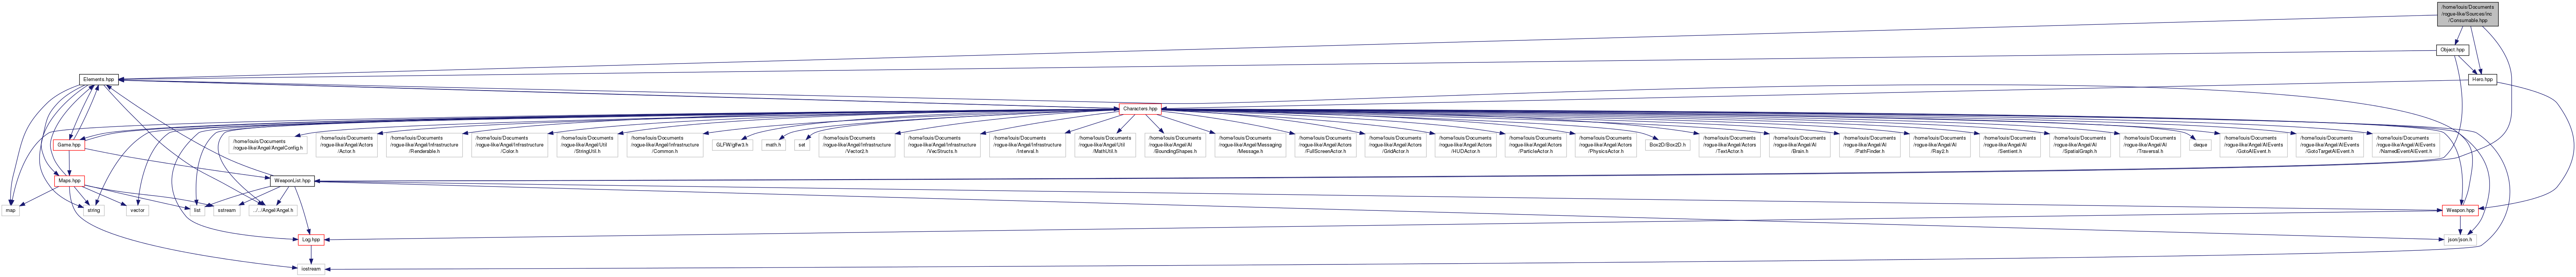 /home/louis/Documents
/rogue-like/Sources/inc
/Consumable.hpp
Object.hpp
Elements.hpp
Hero.hpp
Characters.hpp
Game.hpp
/home/louis/Documents
/rogue-like/Angel/AngelConfig.h
/home/louis/Documents
/rogue-like/Angel/Actors
/Actor.h
/home/louis/Documents
/rogue-like/Angel/Infrastructure
/Renderable.h
/home/louis/Documents
/rogue-like/Angel/Infrastructure
/Color.h
/home/louis/Documents
/rogue-like/Angel/Util
/StringUtil.h
/home/louis/Documents
/rogue-like/Angel/Infrastructure
/Common.h
GLFW/glfw3.h
math.h
set
/home/louis/Documents
/rogue-like/Angel/Infrastructure
/Vector2.h
/home/louis/Documents
/rogue-like/Angel/Infrastructure
/VecStructs.h
/home/louis/Documents
/rogue-like/Angel/Infrastructure
/Interval.h
/home/louis/Documents
/rogue-like/Angel/Util
/MathUtil.h
/home/louis/Documents
/rogue-like/Angel/AI
/BoundingShapes.h
/home/louis/Documents
/rogue-like/Angel/Messaging
/Message.h
/home/louis/Documents
/rogue-like/Angel/Actors
/FullScreenActor.h
/home/louis/Documents
/rogue-like/Angel/Actors
/GridActor.h
/home/louis/Documents
/rogue-like/Angel/Actors
/HUDActor.h
/home/louis/Documents
/rogue-like/Angel/Actors
/ParticleActor.h
/home/louis/Documents
/rogue-like/Angel/Actors
/PhysicsActor.h
Box2D/Box2D.h
/home/louis/Documents
/rogue-like/Angel/Actors
/TextActor.h
/home/louis/Documents
/rogue-like/Angel/AI
/Brain.h
/home/louis/Documents
/rogue-like/Angel/AI
/PathFinder.h
/home/louis/Documents
/rogue-like/Angel/AI
/Ray2.h
/home/louis/Documents
/rogue-like/Angel/AI
/Sentient.h
/home/louis/Documents
/rogue-like/Angel/AI
/SpatialGraph.h
/home/louis/Documents
/rogue-like/Angel/AI
/Traversal.h
deque
/home/louis/Documents
/rogue-like/Angel/AIEvents
/GotoAIEvent.h
/home/louis/Documents
/rogue-like/Angel/AIEvents
/GotoTargetAIEvent.h
/home/louis/Documents
/rogue-like/Angel/AIEvents
/NamedEventAIEvent.h
Maps.hpp
WeaponList.hpp
map
string
vector
list
sstream
../../Angel/Angel.h
Weapon.hpp
Log.hpp
json/json.h
iostream